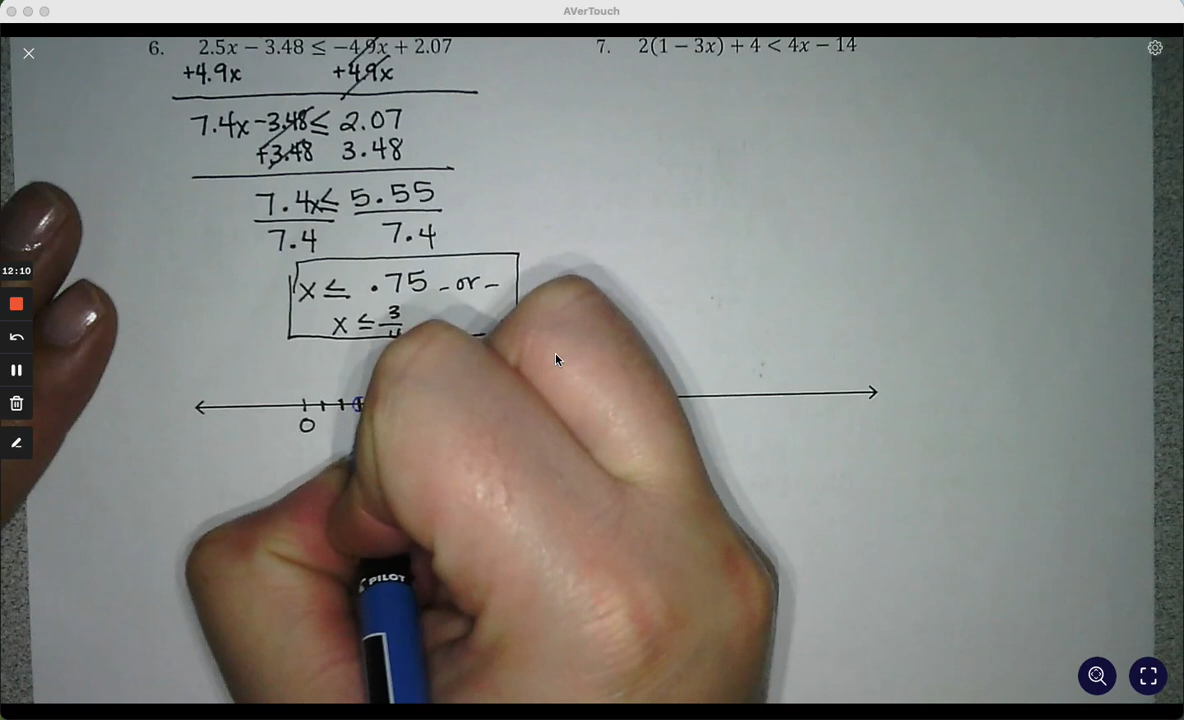 AVerTouch
6. 2.5x − 3.48 ≤ −4.9x + 2.07
+4.9x +4.9x
7.4x −3.48 ≤ 2.07
+3.48 3.48
7.4x ≤ 5.55
7.4 7.4
x ≤ .75 -or-
x ≤ 3/4
0
7. 2(1 − 3x) + 4 < 4x − 14
12:10
PILOT